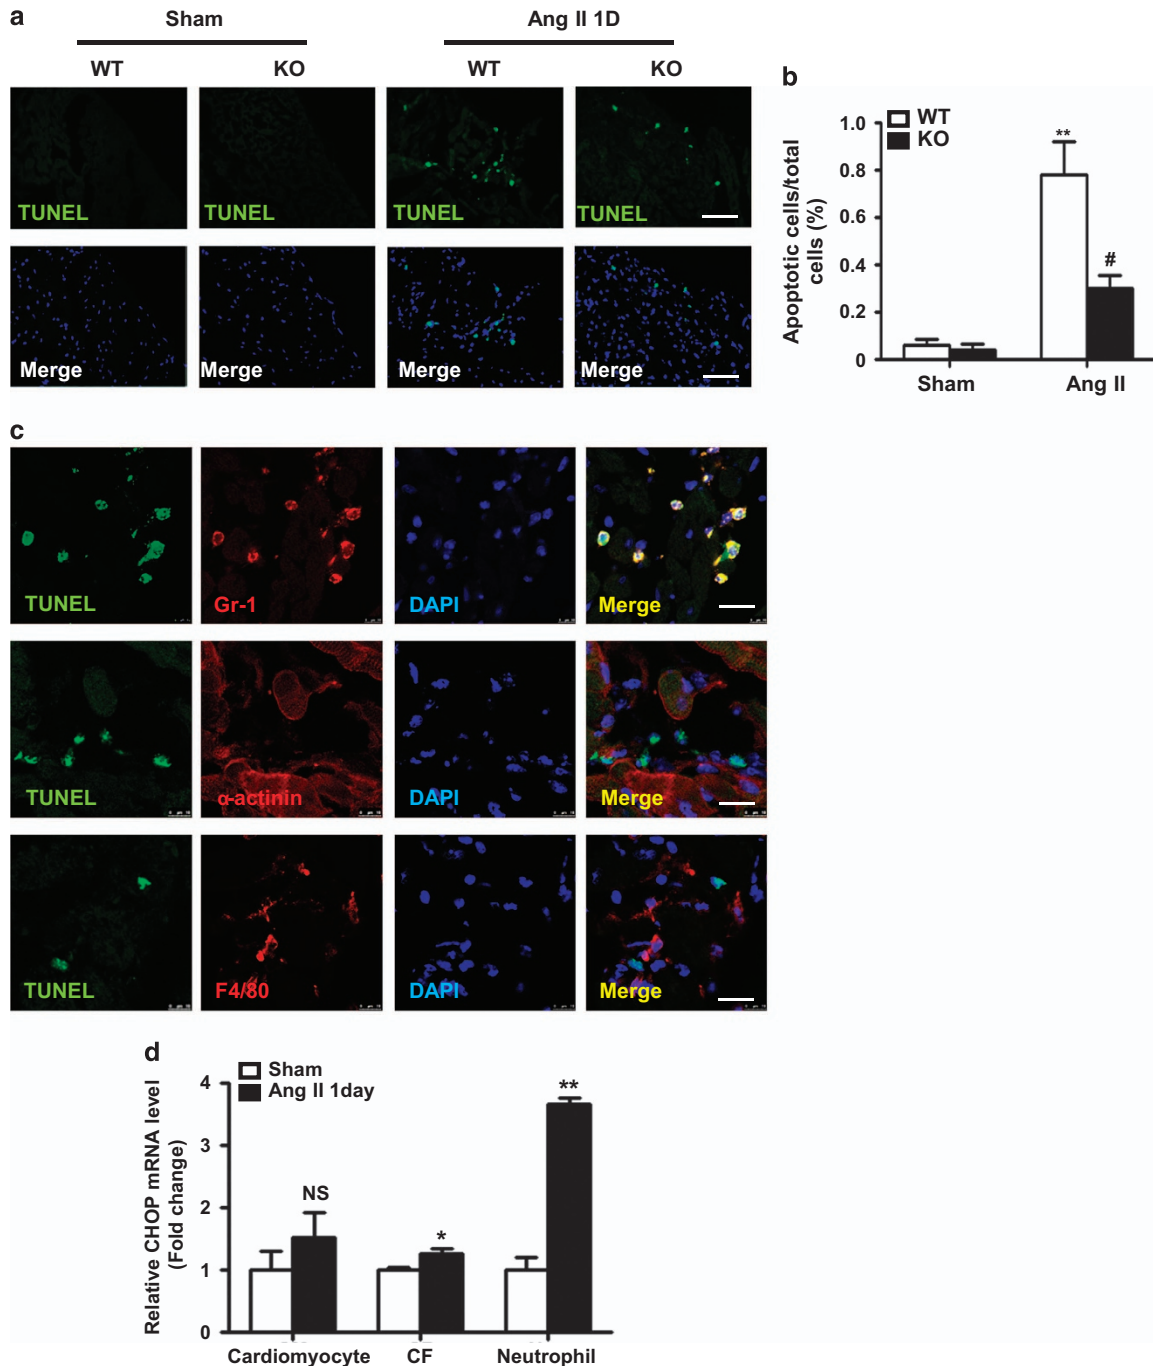 a
Sham
Ang II 1D
WT
KO
WT
KO
TUNEL
TUNEL
TUNEL
TUNEL
Merge
Merge
Merge
Merge
b
WT
KO
Apoptotic cells/total
cells (%)
1.0
0.8
0.6
0.4
0.2
0
**
#
Sham
Ang II
c
TUNEL
Gr-1
DAPI
Merge
TUNEL
α-actinin
DAPI
Merge
TUNEL
F4/80
DAPI
Merge
d
Sham
Ang II 1day
Relative CHOP mRNA level
(Fold change)
4
3
2
1
0
NS
*
**
Cardiomyocyte
CF
Neutrophil